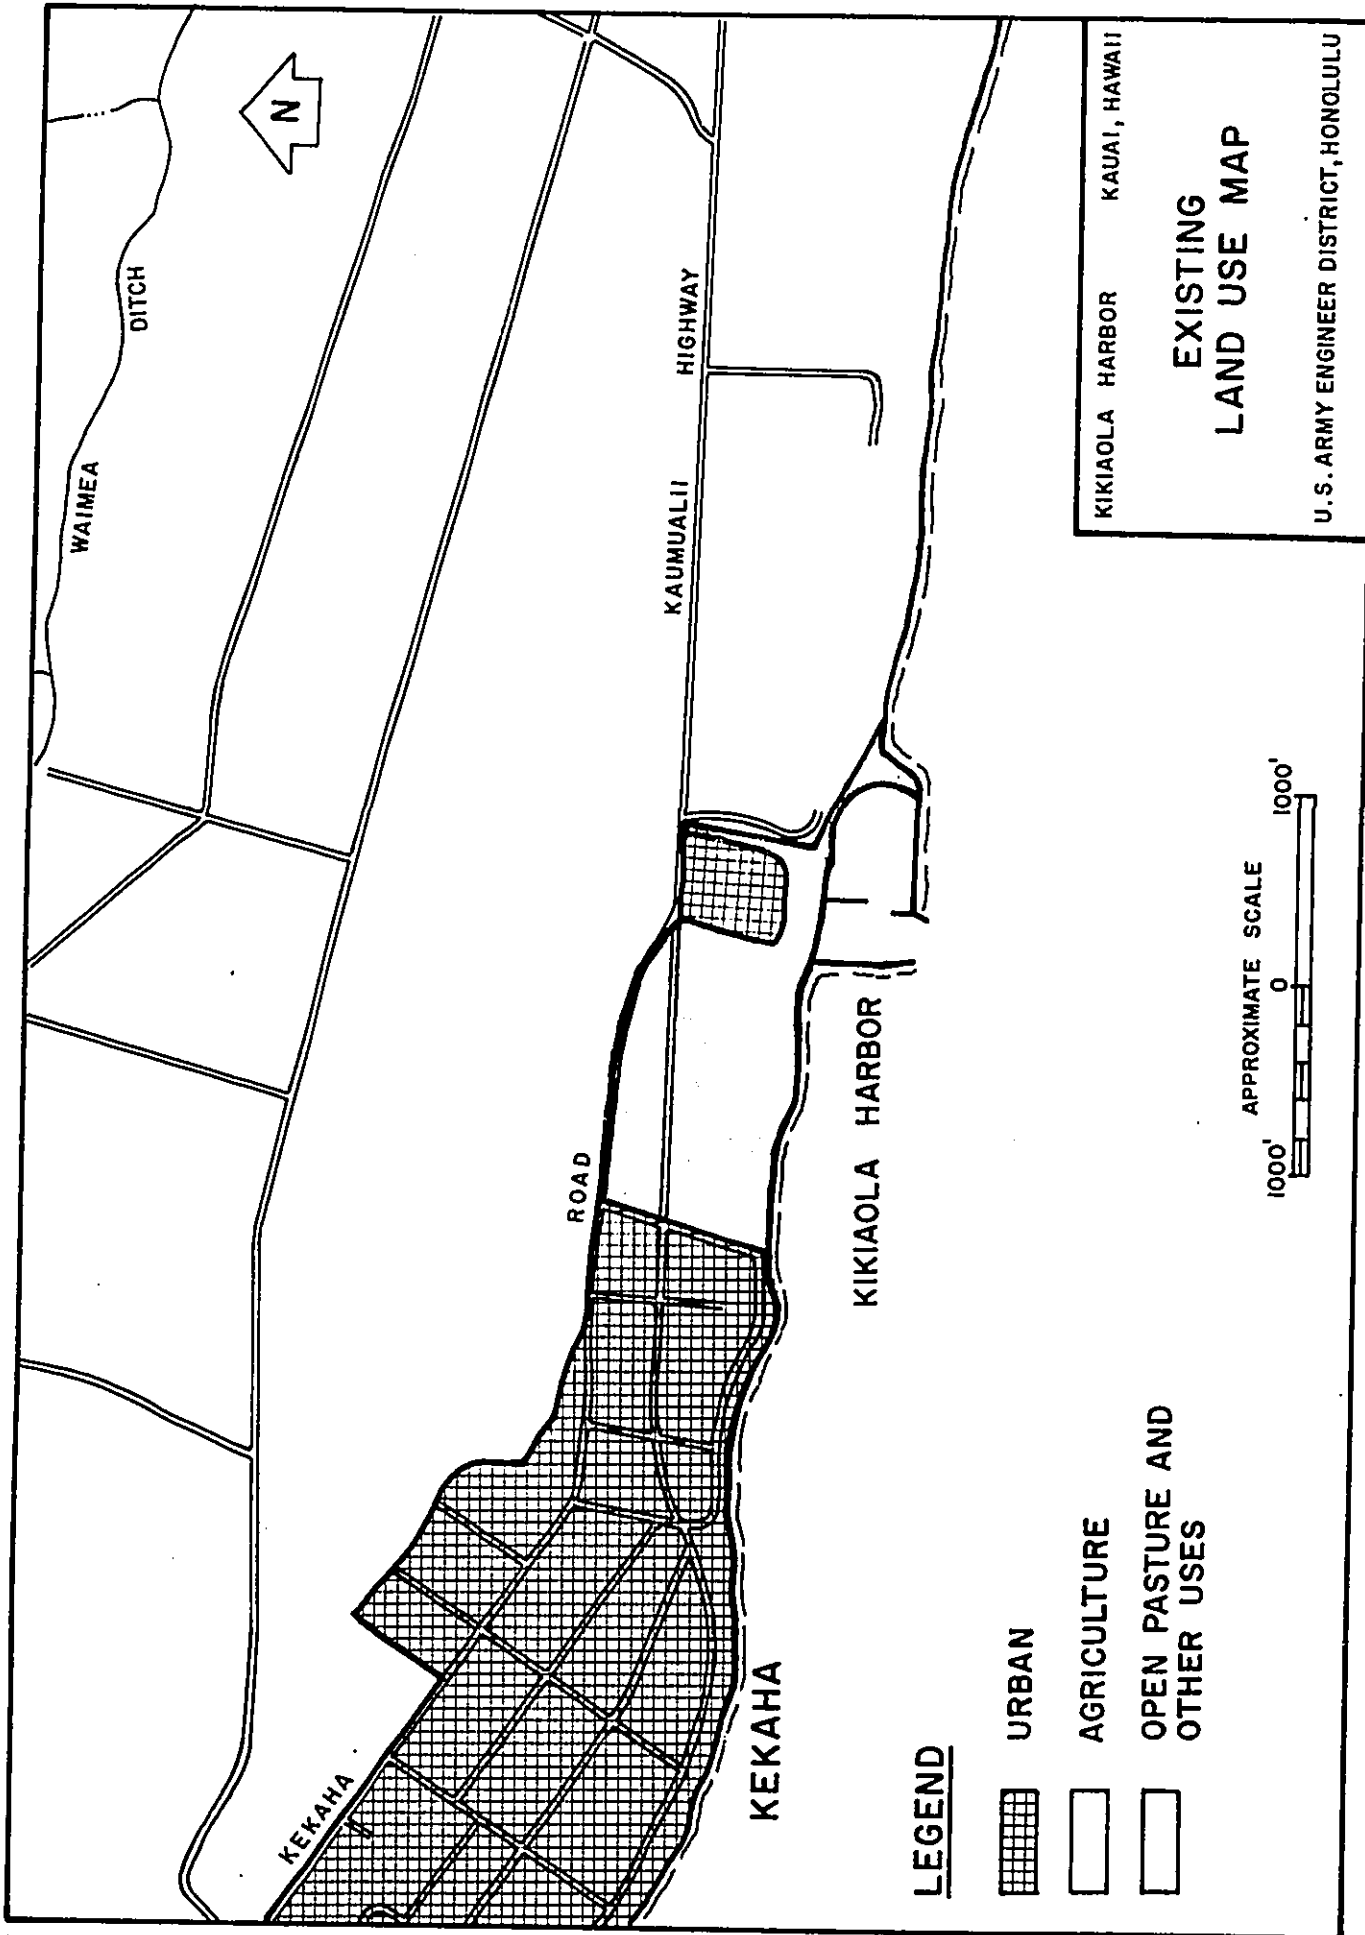 WAIMEA DITCH
N
KEKAHA ROAD
KAUMUALII HIGHWAY
KEKAHA
KIKIAOLA HARBOR
LEGEND
URBAN
AGRICULTURE
OPEN PASTURE AND
OTHER USES
APPROXIMATE SCALE
1000' 0 1000'
KIKIAOLA HARBOR KAUAI, HAWAII
EXISTING
LAND USE MAP
U.S. ARMY ENGINEER DISTRICT, HONOLULU